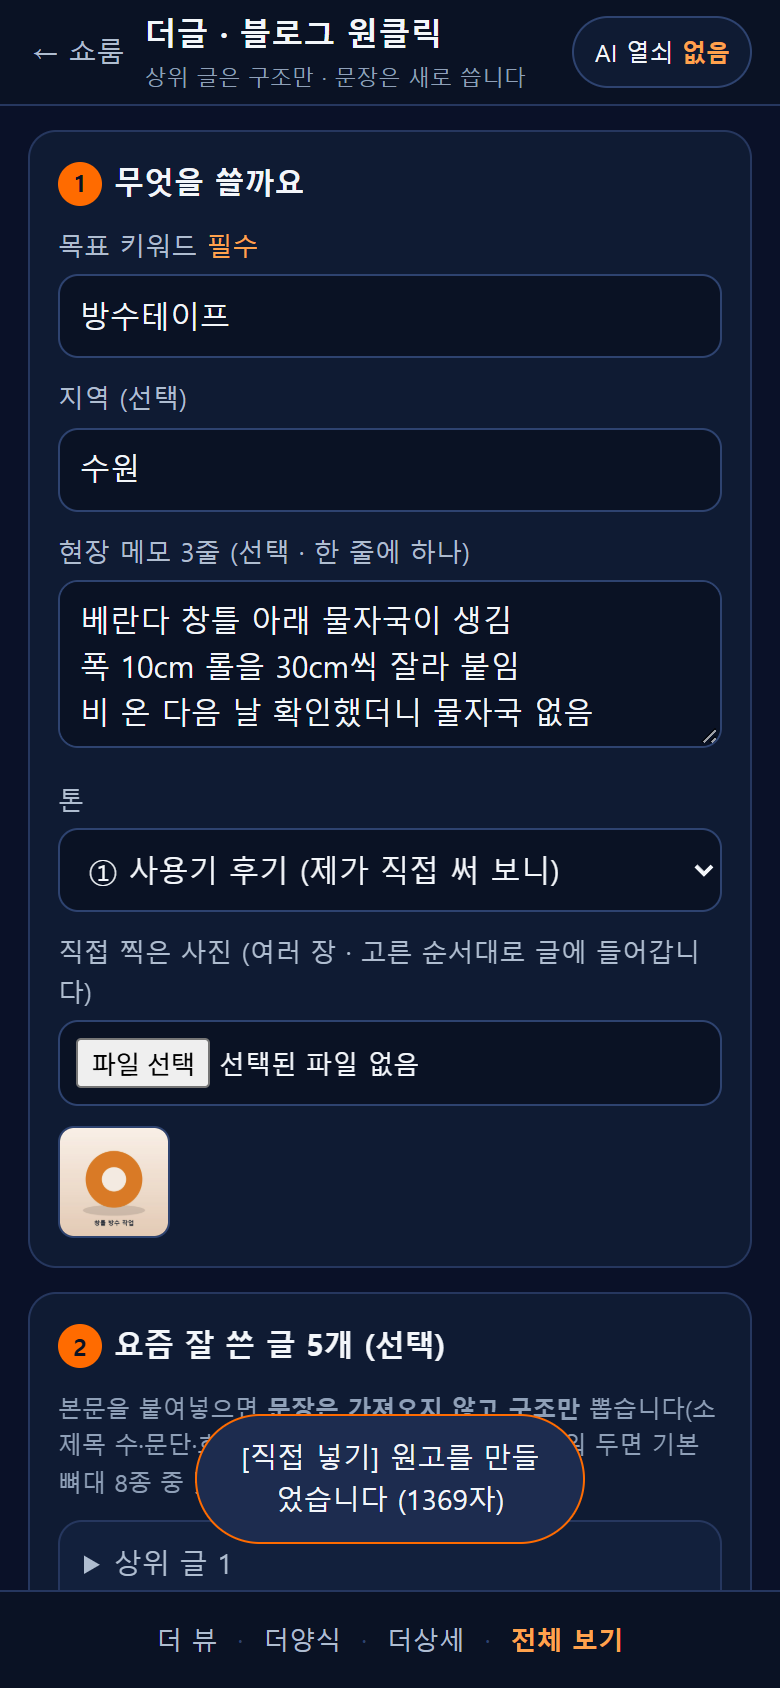 ← 쇼룸
더글 · 블로그 원클릭
상위 글은 구조만 · 문장은 새로 씁니다
AI 열쇠 없음
1 무엇을 쓸까요
목표 키워드 필수
방수테이프
지역 (선택)
수원
현장 메모 3줄 (선택 · 한 줄에 하나)
베란다 창틀 아래 물자국이 생김
폭 10cm 롤을 30cm씩 잘라 붙임
비 온 다음 날 확인했더니 물자국 없음
톤
① 사용기 후기 (제가 직접 써 보니)
직접 찍은 사진 (여러 장 · 고른 순서대로 글에 들어갑니
다)
파일 선택 선택된 파일 없음
창틀 방수 작업
2 요즘 잘 쓴 글 5개 (선택)
본문을 붙여넣으면 문장은 가져오지 않고 구조만 뽑습니다(소
제목 수·문단· 두면 기본
뼈대 8종 중
[직접 넣기] 원고를 만들
었습니다 (1369자)
▶ 상위 글 1
더 뷰 · 더양식 · 더상세 · 전체 보기